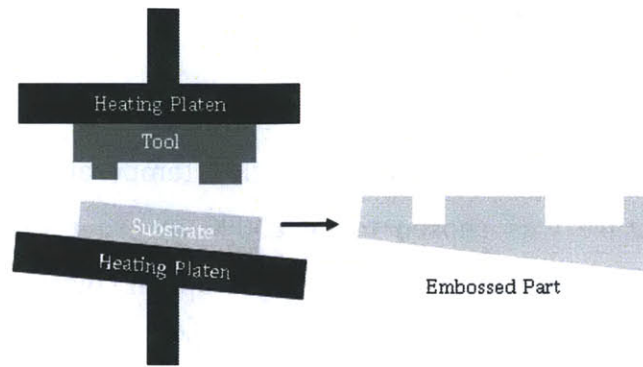 Heating Platen
Tool
Substrate
Heating Platen
Embossed Part